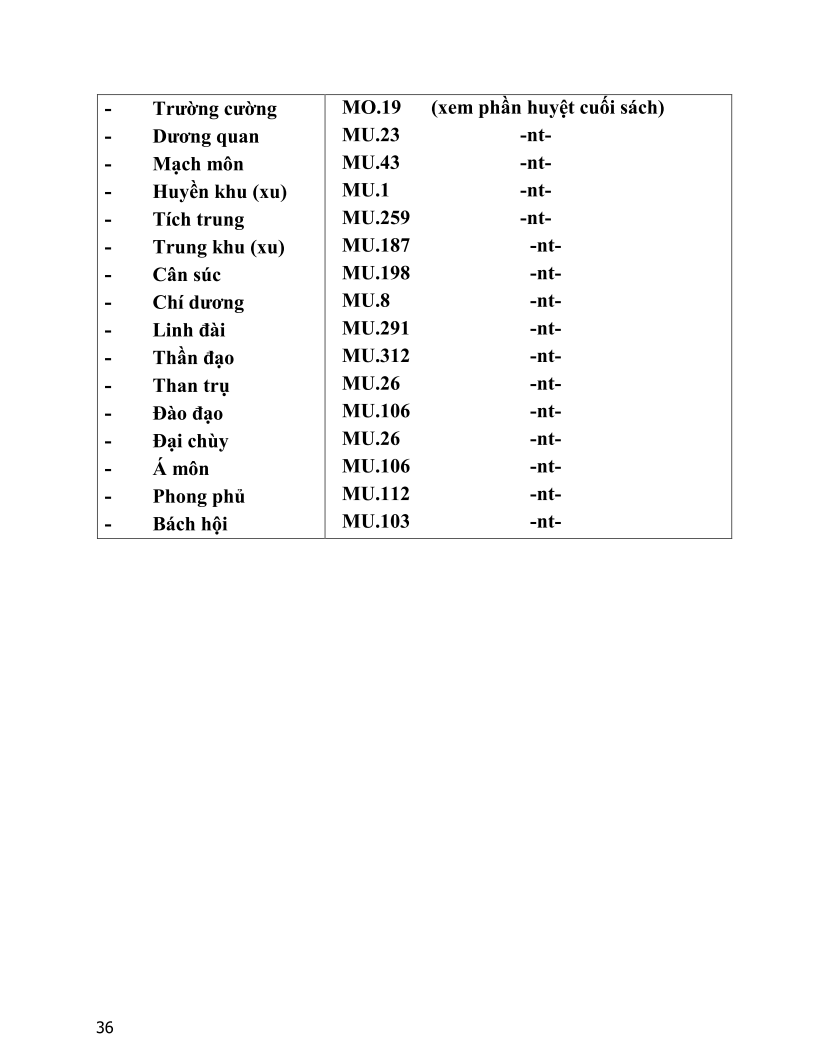 - Trường cường MO.19 (xem phần huyệt cuối sách)
- Dương quan MU.23 -nt-
- Mạch môn MU.43 -nt-
- Huyền khu (xu) MU.1 -nt-
- Tích trung MU.259 -nt-
- Trung khu (xu) MU.187 -nt-
- Cân súc MU.198 -nt-
- Chí dương MU.8 -nt-
- Linh đài MU.291 -nt-
- Thần đạo MU.312 -nt-
- Than trụ MU.26 -nt-
- Đào đạo MU.106 -nt-
- Đại chùy MU.26 -nt-
- Á môn MU.106 -nt-
- Phong phủ MU.112 -nt-
- Bách hội MU.103 -nt-
36